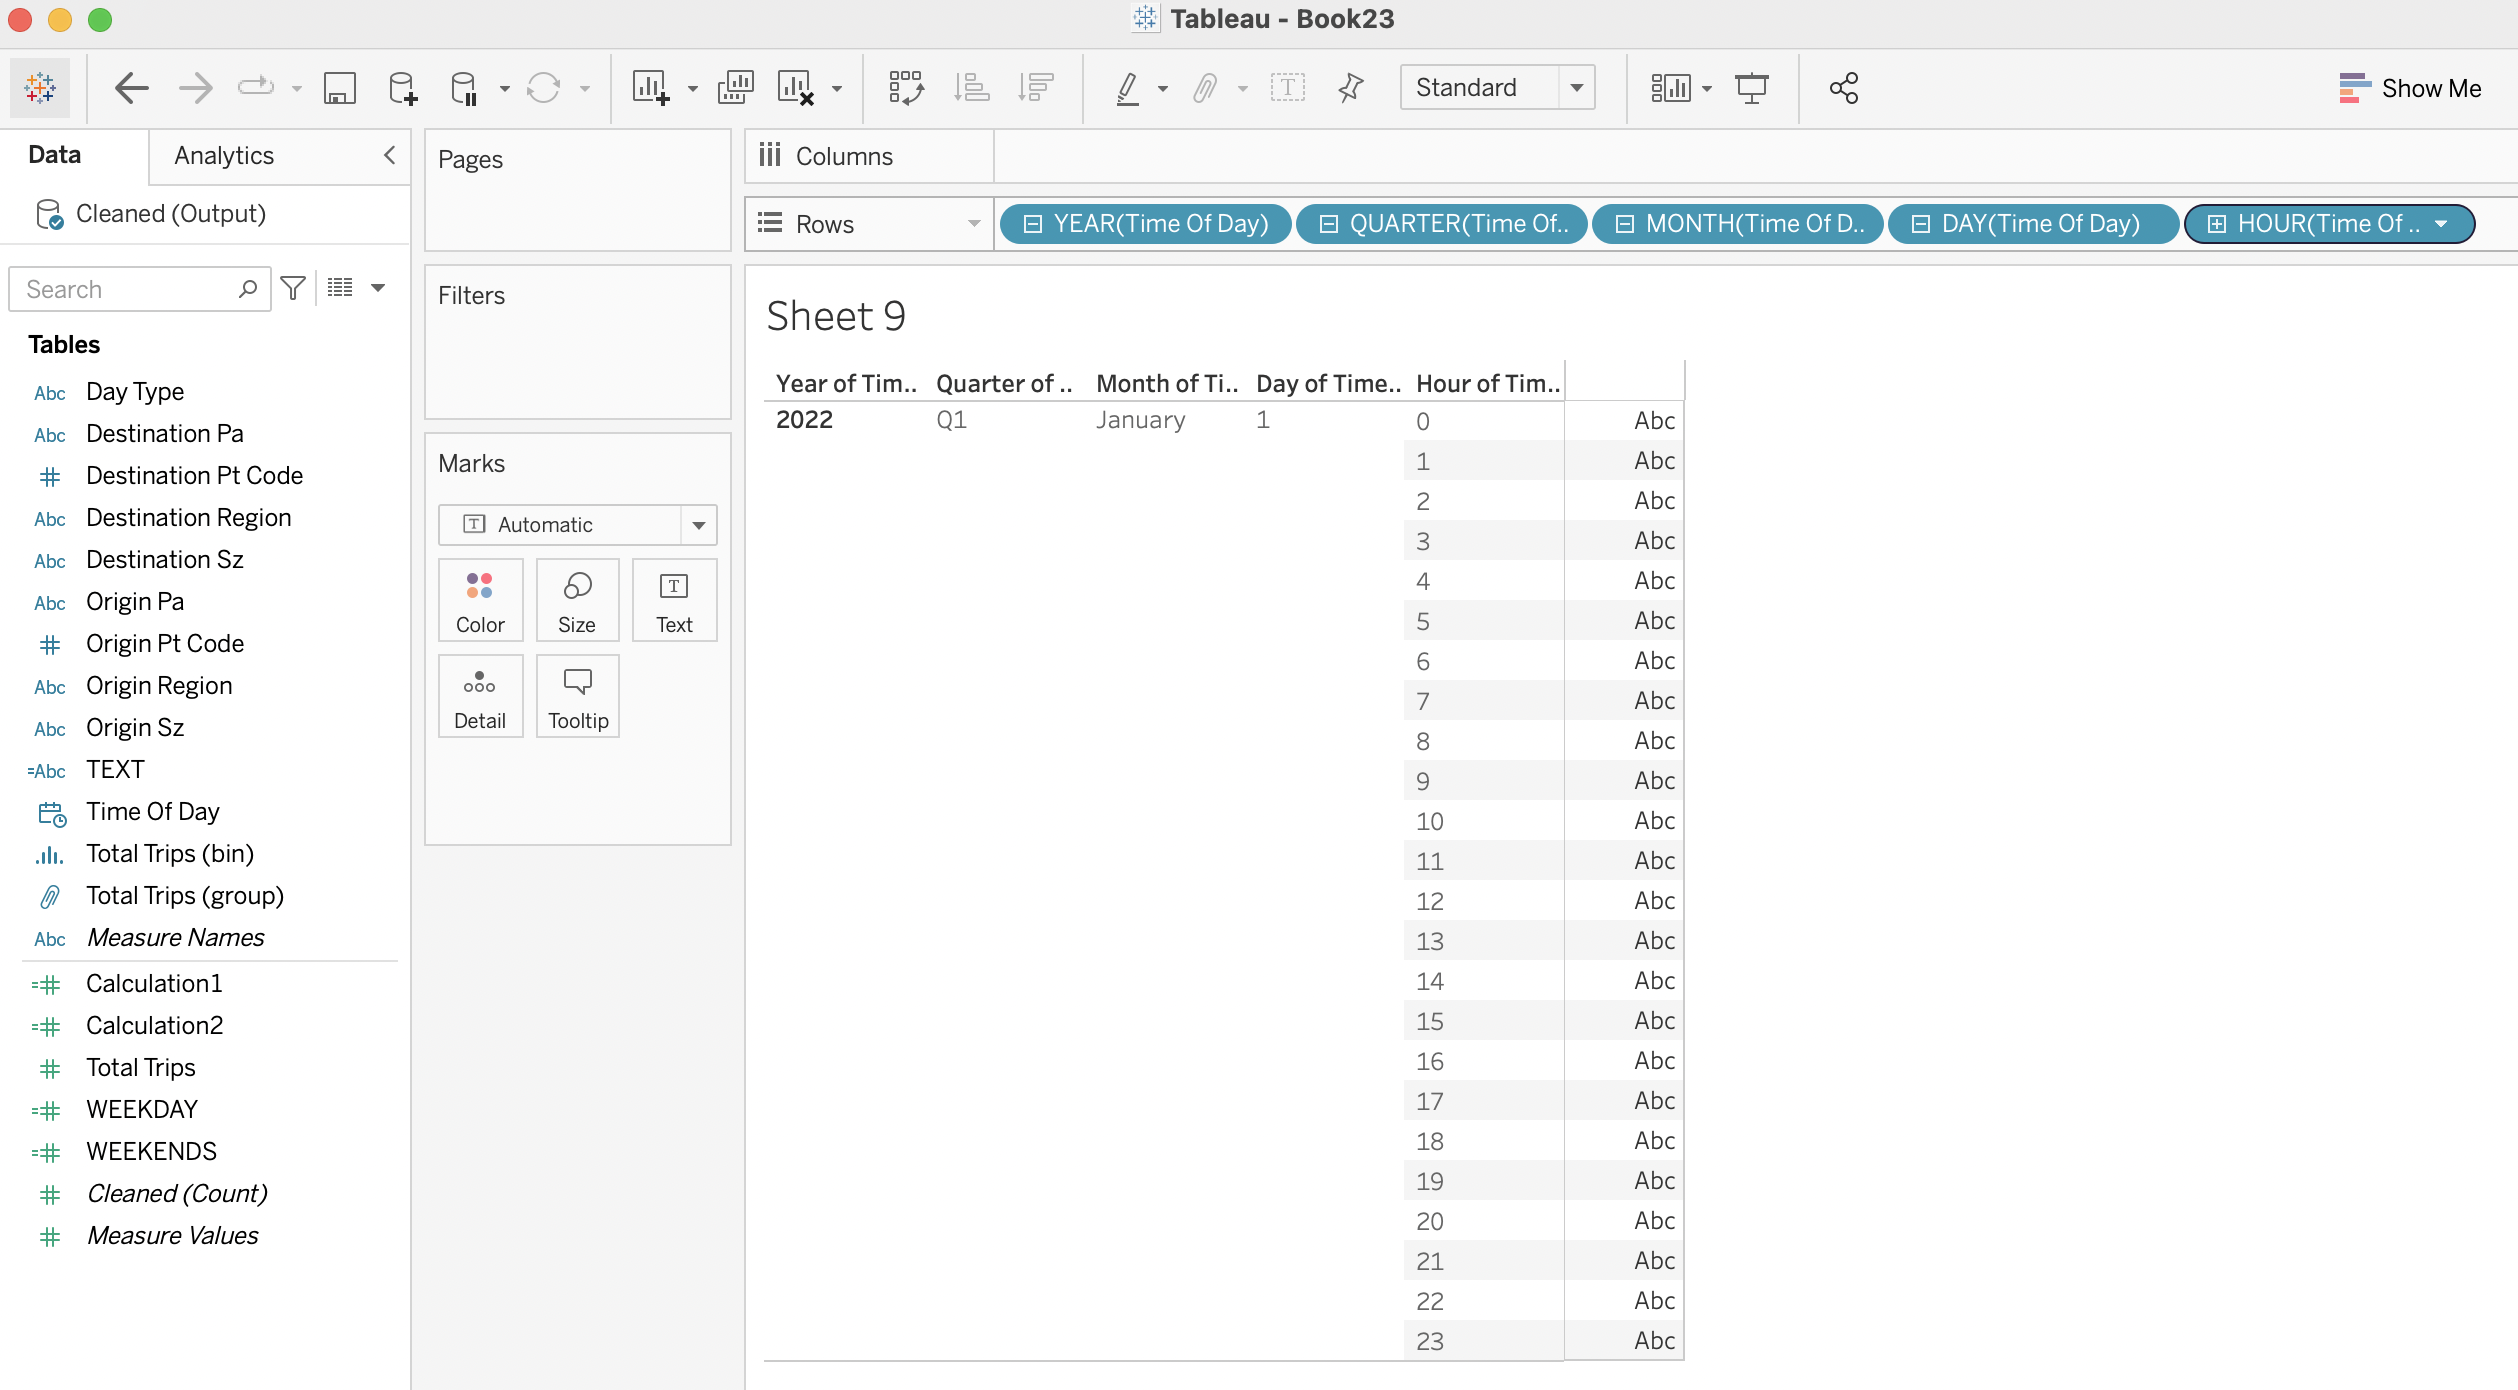 Tableau - Book23
Standard
Show Me
Data
Analytics
Cleaned (Output)
Search
Tables
Abc Day Type
Abc Destination Pa
Destination Pt Code
Abc Destination Region
Abc Destination Sz
Abc Origin Pa
Origin Pt Code
Abc Origin Region
Abc Origin Sz
=Abc TEXT
Time Of Day
Total Trips (bin)
Total Trips (group)
Abc Measure Names
Calculation1
Calculation2
Total Trips
WEEKDAY
WEEKENDS
Cleaned (Count)
Measure Values
Pages
Filters
Marks
T Automatic
Color
Size
T Text
Detail
Tooltip
Columns
Rows YEAR(Time Of Day) QUARTER(Time Of.. MONTH(Time Of D.. DAY(Time Of Day) HOUR(Time Of ..
Sheet 9
Year of Tim.. Quarter of .. Month of Ti.. Day of Time.. Hour of Tim..
2022 Q1 January 1 0 Abc
1 Abc
2 Abc
3 Abc
4 Abc
5 Abc
6 Abc
7 Abc
8 Abc
9 Abc
10 Abc
11 Abc
12 Abc
13 Abc
14 Abc
15 Abc
16 Abc
17 Abc
18 Abc
19 Abc
20 Abc
21 Abc
22 Abc
23 Abc